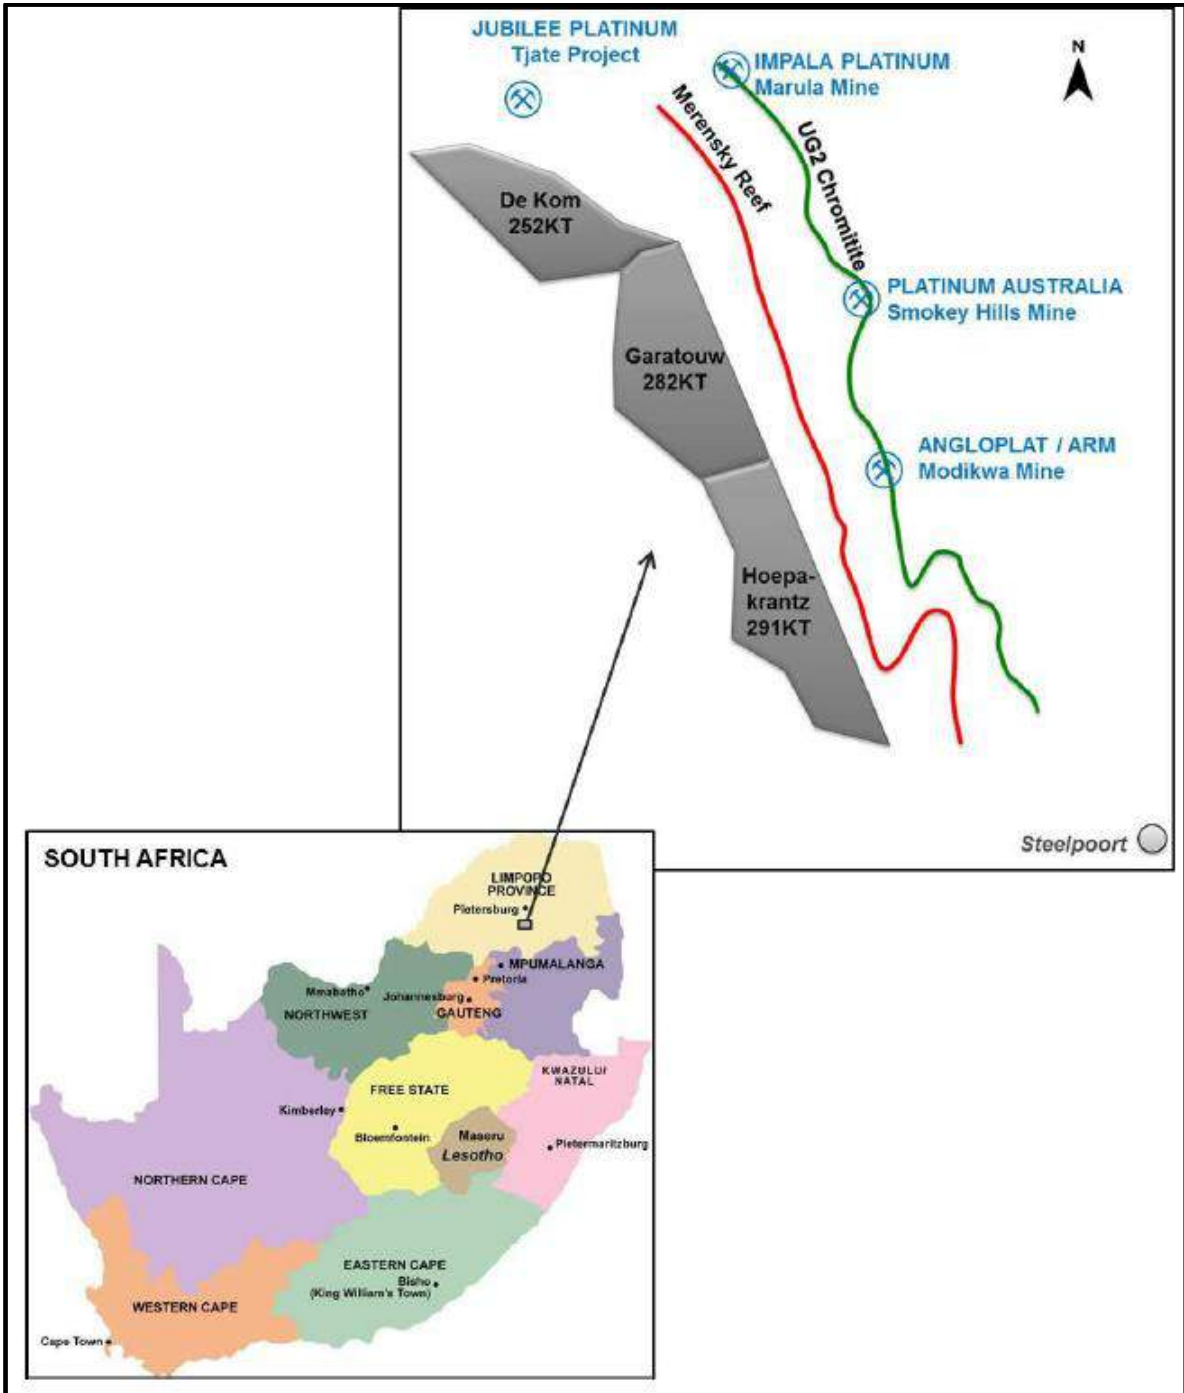 JUBILEE PLATINUM
Tjate Project
IMPALA PLATINUM
Marula Mine
N
Merensky Reef
UG2 Chromitite
De Kom
252KT
PLATINUM AUSTRALIA
Smokey Hills Mine
Garatouw
282KT
ANGLOPLAT / ARM
Modikwa Mine
Hoepa-
krantz
291KT
Steelpoort
SOUTH AFRICA
LIMPOPO
PROVINCE
Pietersburg
MPUMALANGA
Pretoria
Mmabatho
Johannesburg
NORTHWEST
GAUTENG
KWAZULU/
NATAL
FREE STATE
Kimberley
Bloemfontein
Maseru
Lesotho
Pietermaritzburg
NORTHERN CAPE
EASTERN CAPE
Bisho
(King William's Town)
WESTERN CAPE
Cape Town